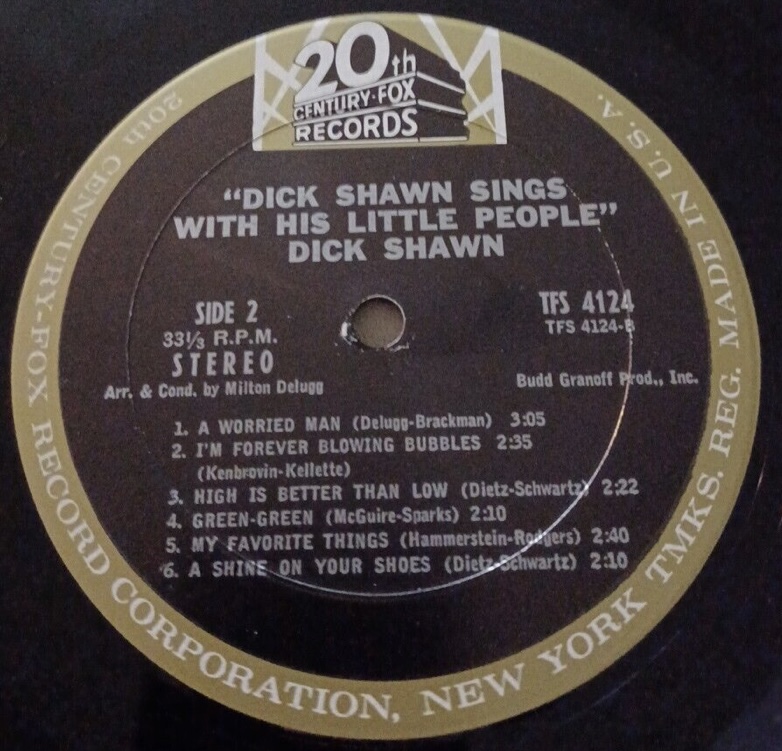 20th
CENTURY-FOX
RECORDS
"DICK SHAWN SINGS
WITH HIS LITTLE PEOPLE"
DICK SHAWN
SIDE 2
33⅓ R.P.M.
STEREO
Arr. & Cond. by Milton Delugg
TFS 4124
TFS 4124-B
Budd Granoff Prod., Inc.
1. A WORRIED MAN (Delugg-Brackman) 3:05
2. I'M FOREVER BLOWING BUBBLES 2:35
(Kenbrovin-Kellette)
3. HIGH IS BETTER THAN LOW (Dietz-Schwartz) 2:22
4. GREEN-GREEN (McGuire-Sparks) 2:10
5. MY FAVORITE THINGS (Hammerstein-Rodgers) 2:40
6. A SHINE ON YOUR SHOES (Dietz-Schwartz) 2:10
20th CENTURY-FOX RECORD CORPORATION, NEW YORK TMKS. REG. MADE IN U.S.A.